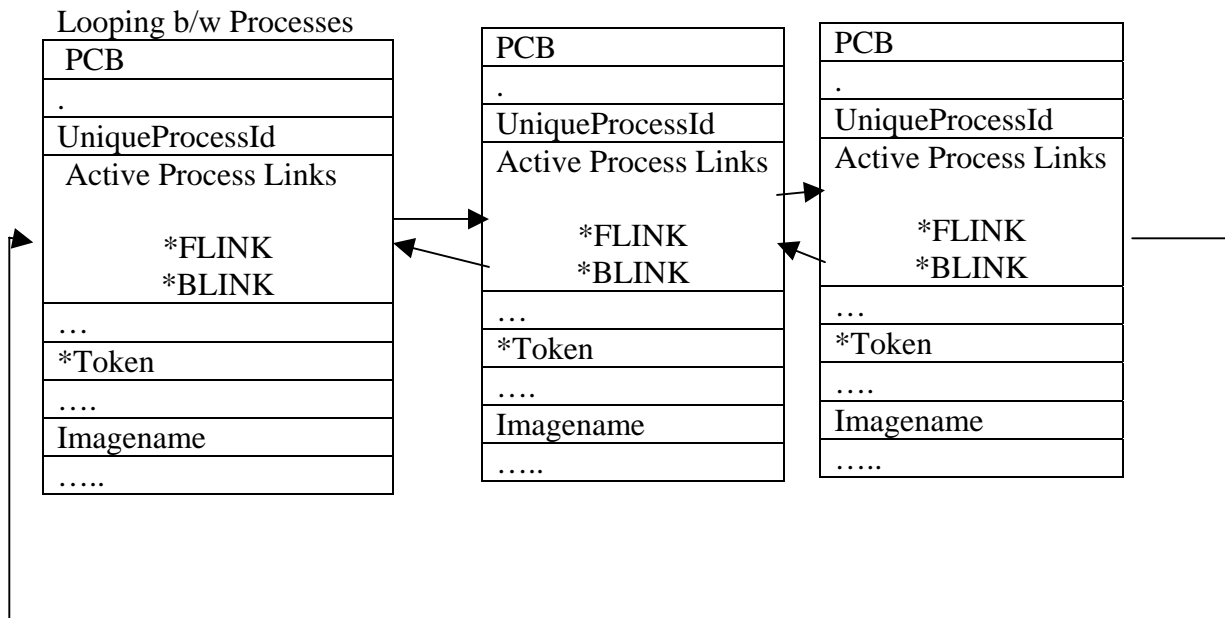 Looping b/w Processes
PCB
.
UniqueProcessId
Active Process Links
*FLINK
*BLINK
…
*Token
….
Imagename
…..
PCB
.
UniqueProcessId
Active Process Links
*FLINK
*BLINK
…
*Token
….
Imagename
…..
PCB
.
UniqueProcessId
Active Process Links
*FLINK
*BLINK
…
*Token
….
Imagename
…..